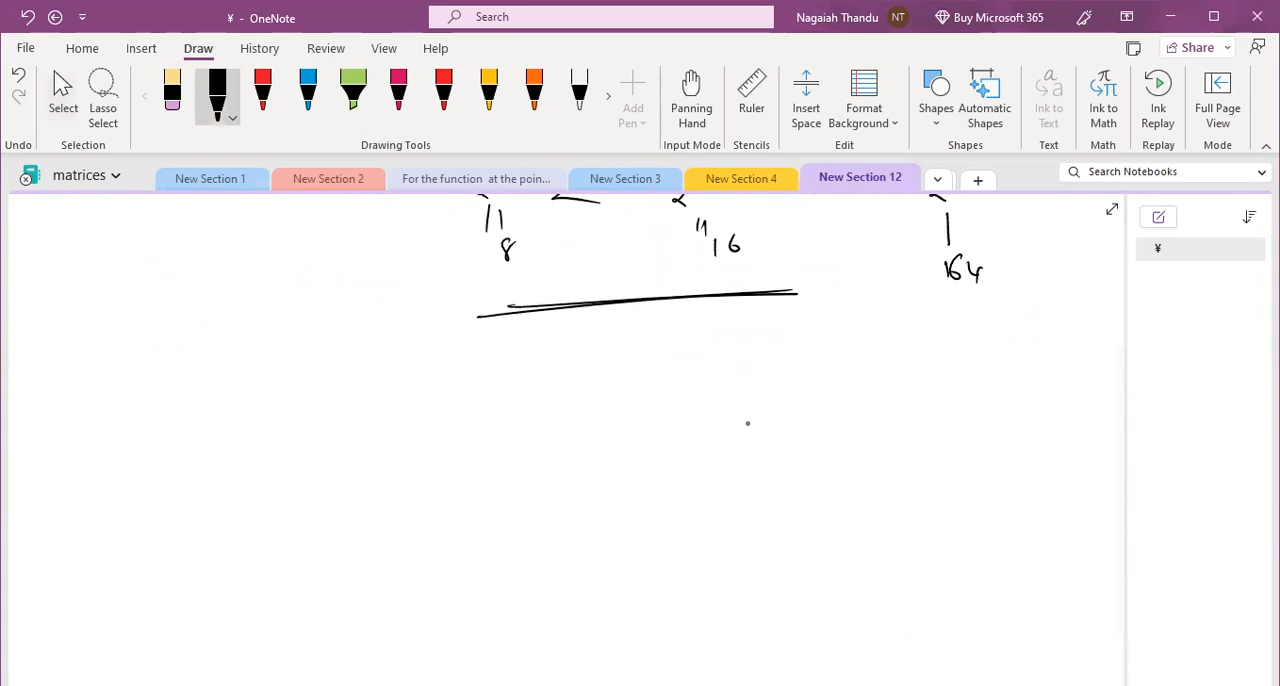 ¥ - OneNote
Search
Nagaiah Thandu NT
Buy Microsoft 365
File Home Insert Draw History Review View Help
Share
Select
Lasso Select
Add Pen
Panning Hand
Ruler
Insert Space
Format Background
Shapes
Automatic Shapes
Ink to Text
Ink to Math
Ink Replay
Full Page View
Undo Selection Drawing Tools Input Mode Stencils Edit Shapes Text Math Replay Mode
matrices
New Section 1
New Section 2
For the function at the poin...
New Section 3
New Section 4
New Section 12
Search Notebooks
¥
8
16
164